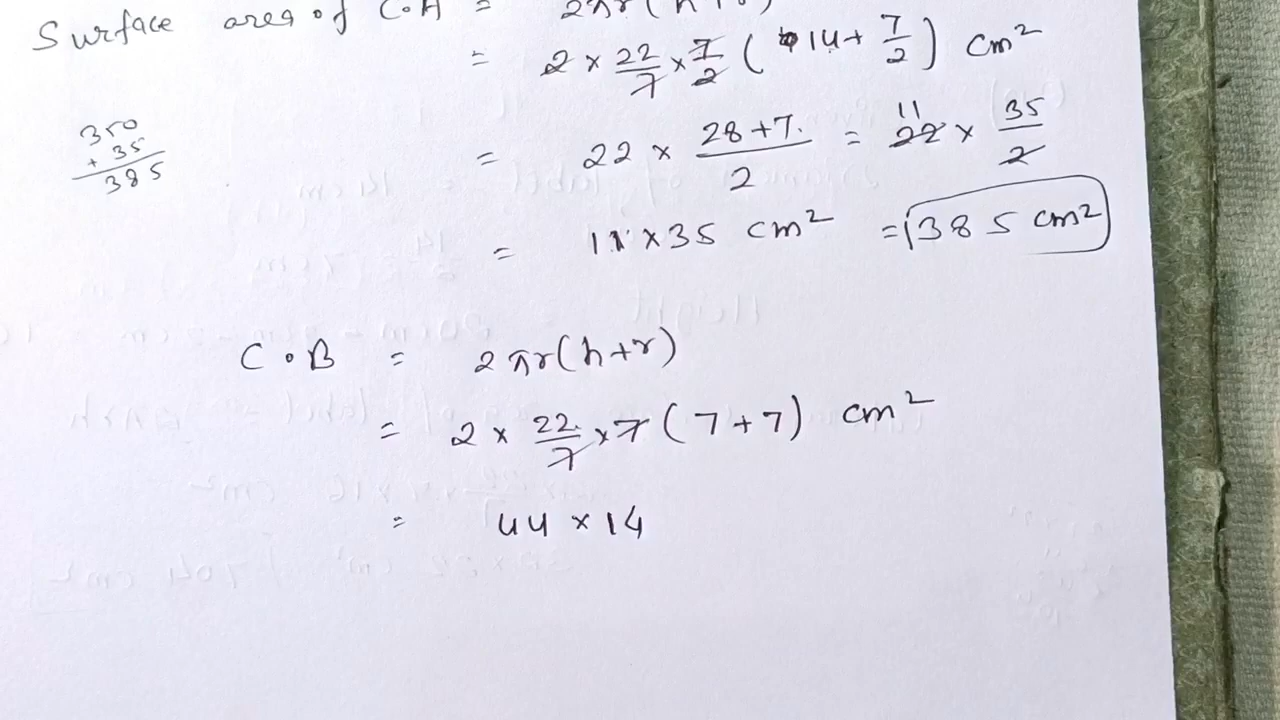 Surface area of C.A = 2πr(h+r)
= 2 × 22/7 × 7/2 ( 14 + 7/2 ) cm²
= 22 × 28+7/2 = 22 11 × 35/2
350
+ 35
385
= 11 × 35 cm² = 385 cm²
C.B = 2πr(h+r)
= 2 × 22/7 × 7 ( 7 + 7 ) cm²
= 44 × 14